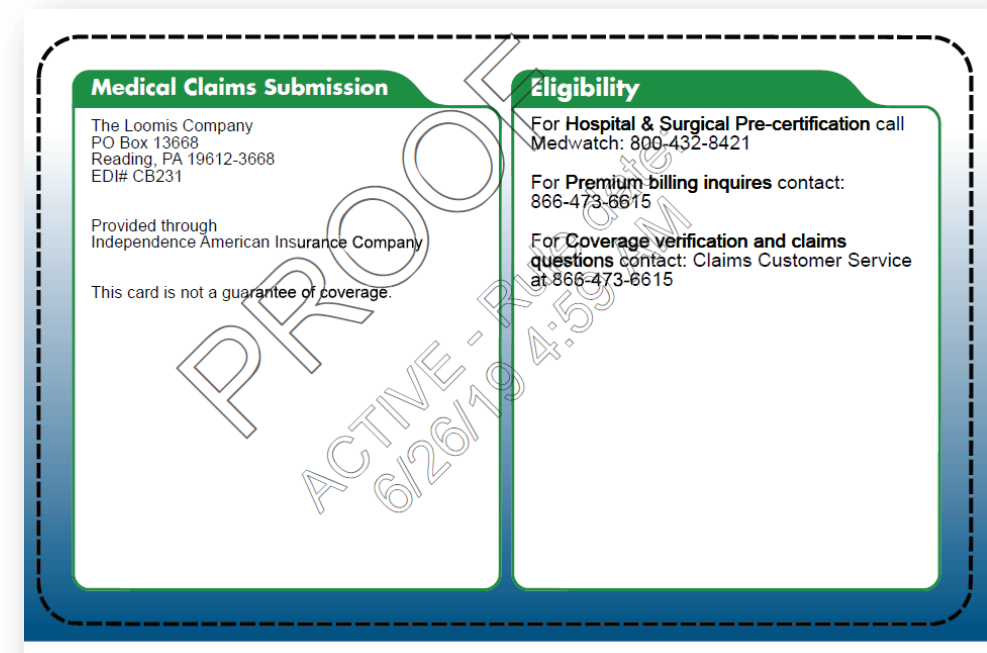 Medical Claims Submission
The Loomis Company
PO Box 13668
Reading, PA 19612-3668
EDI# CB231
Provided through
Independence American Insurance Company
This card is not a guarantee of coverage.
Eligibility
For Hospital & Surgical Pre-certification call
Medwatch: 800-432-8421
For Premium billing inquires contact:
866-473-6615
For Coverage verification and claims
questions contact: Claims Customer Service
at 866-473-6615
PROOF
ACTIVE - Rule date:
6/26/19 4:59 AM